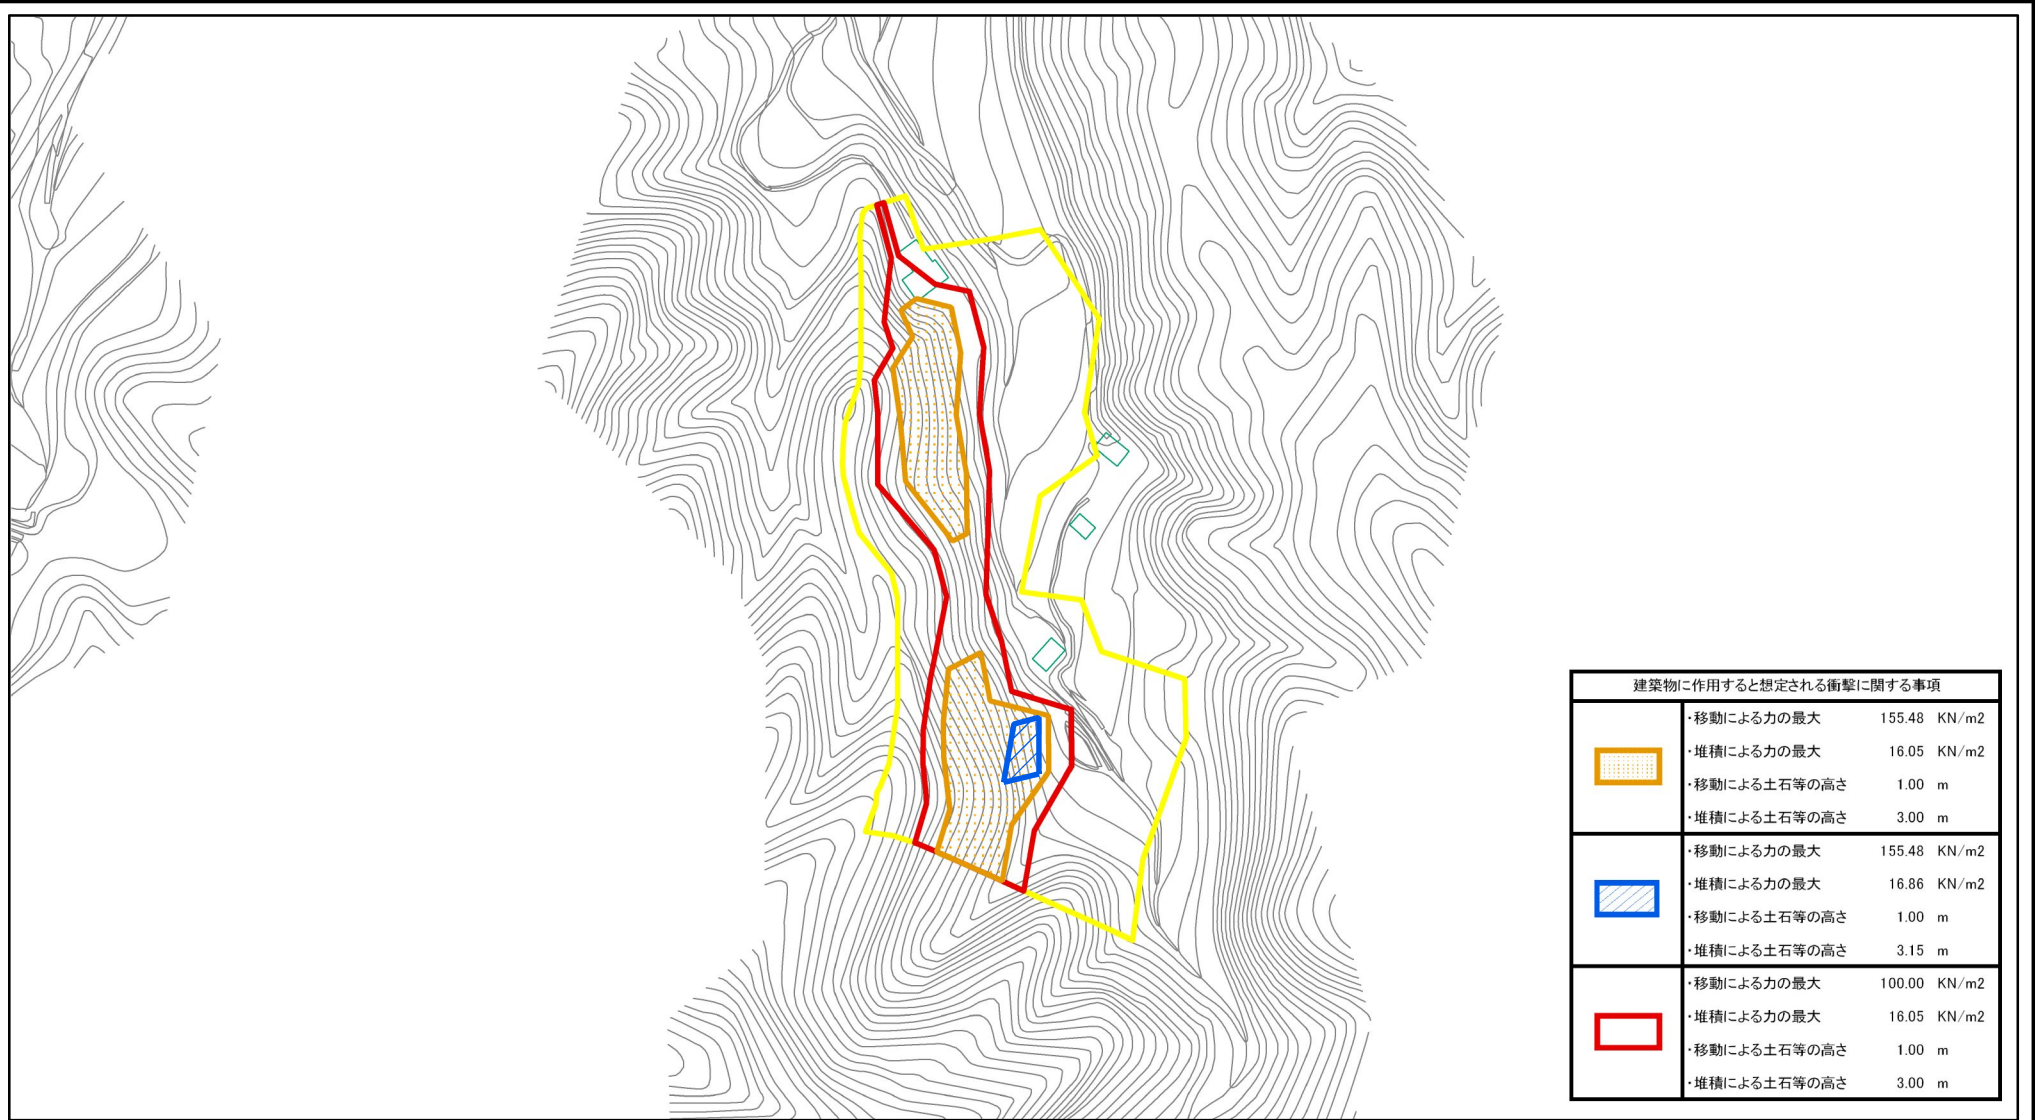 建築物に作用すると想定される衝撃に関する事項
・移動による力の最大 155.48 KN/m2
・堆積による力の最大 16.05 KN/m2
・移動による土石等の高さ 1.00 m
・堆積による土石等の高さ 3.00 m
・移動による力の最大 155.48 KN/m2
・堆積による力の最大 16.86 KN/m2
・移動による土石等の高さ 1.00 m
・堆積による土石等の高さ 3.15 m
・移動による力の最大 100.00 KN/m2
・堆積による力の最大 16.05 KN/m2
・移動による土石等の高さ 1.00 m
・堆積による土石等の高さ 3.00 m